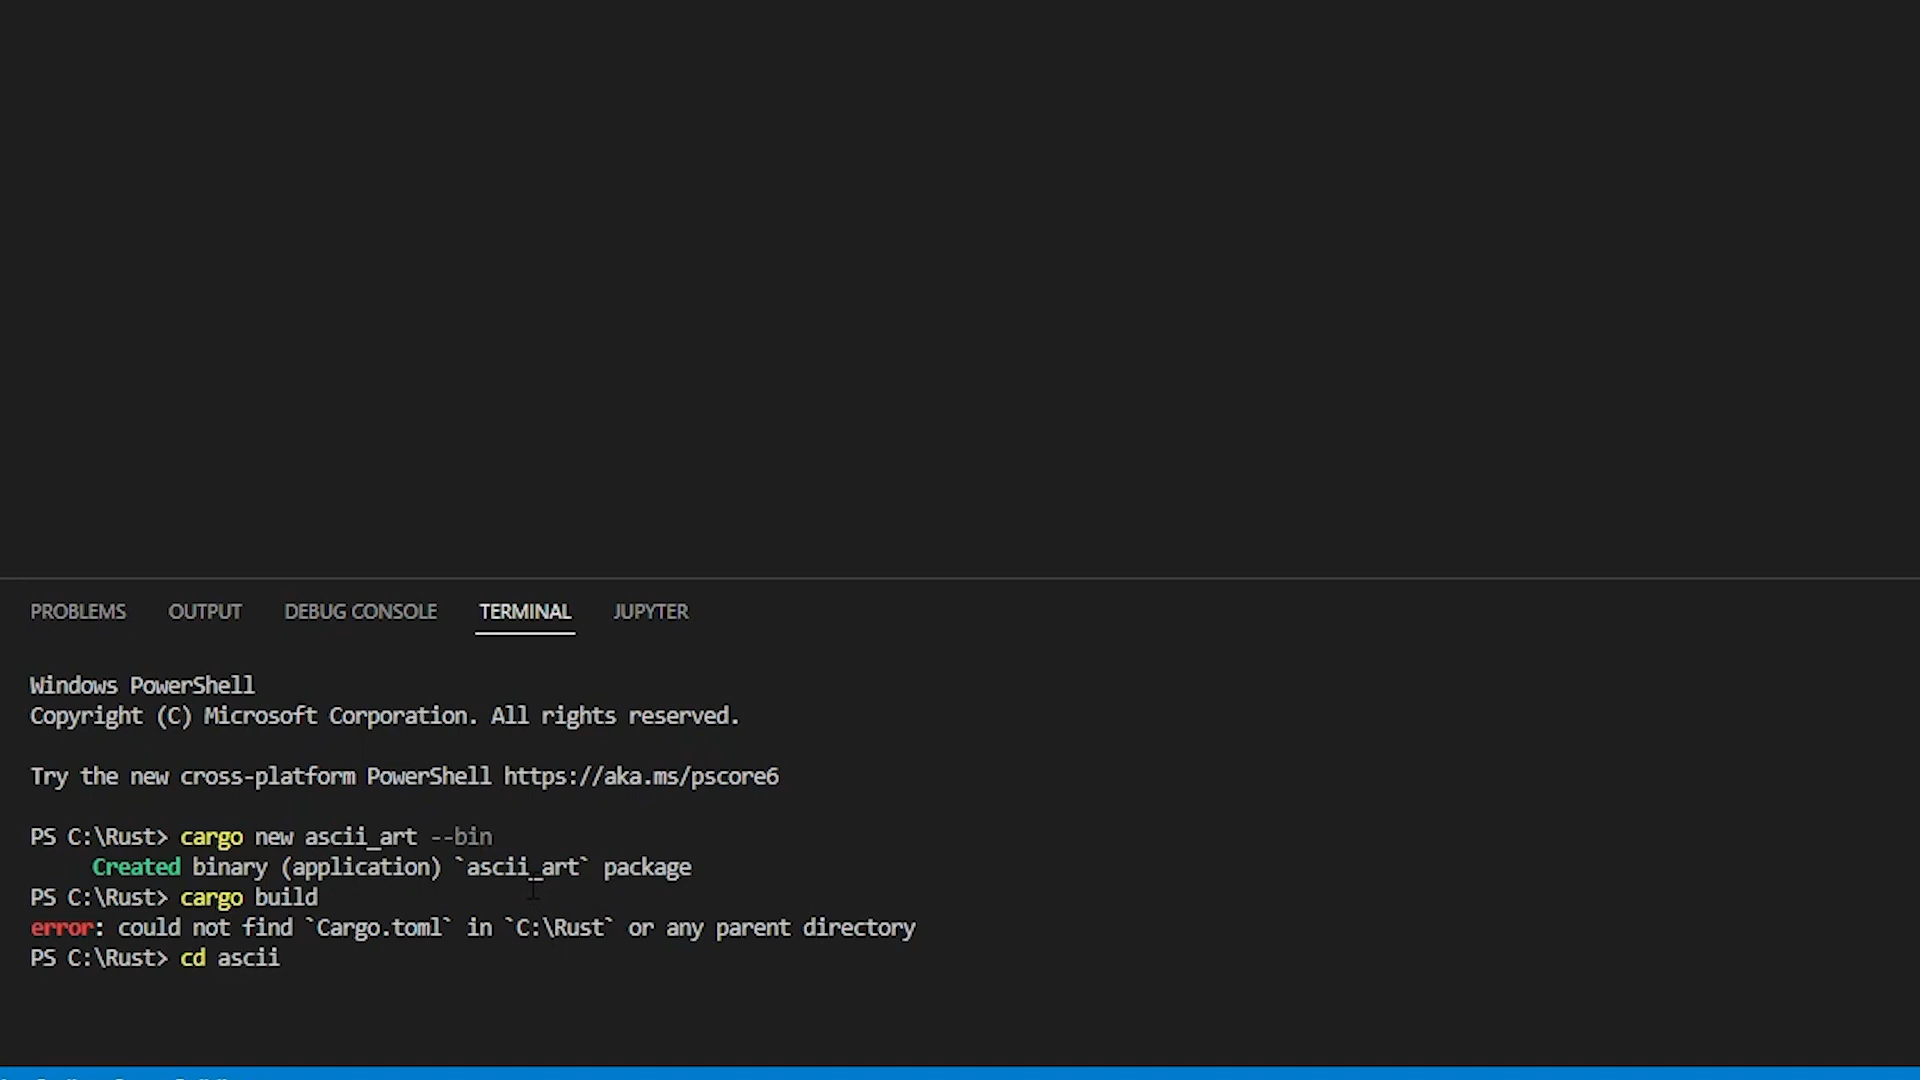 PROBLEMS OUTPUT DEBUG CONSOLE TERMINAL JUPYTER
Windows PowerShell
Copyright (C) Microsoft Corporation. All rights reserved.
Try the new cross-platform PowerShell https://aka.ms/pscore6
PS C:\Rust> cargo new ascii_art --bin
Created binary (application) `ascii_art` package
PS C:\Rust> cargo build
error: could not find `Cargo.toml` in `C:\Rust` or any parent directory
PS C:\Rust> cd ascii